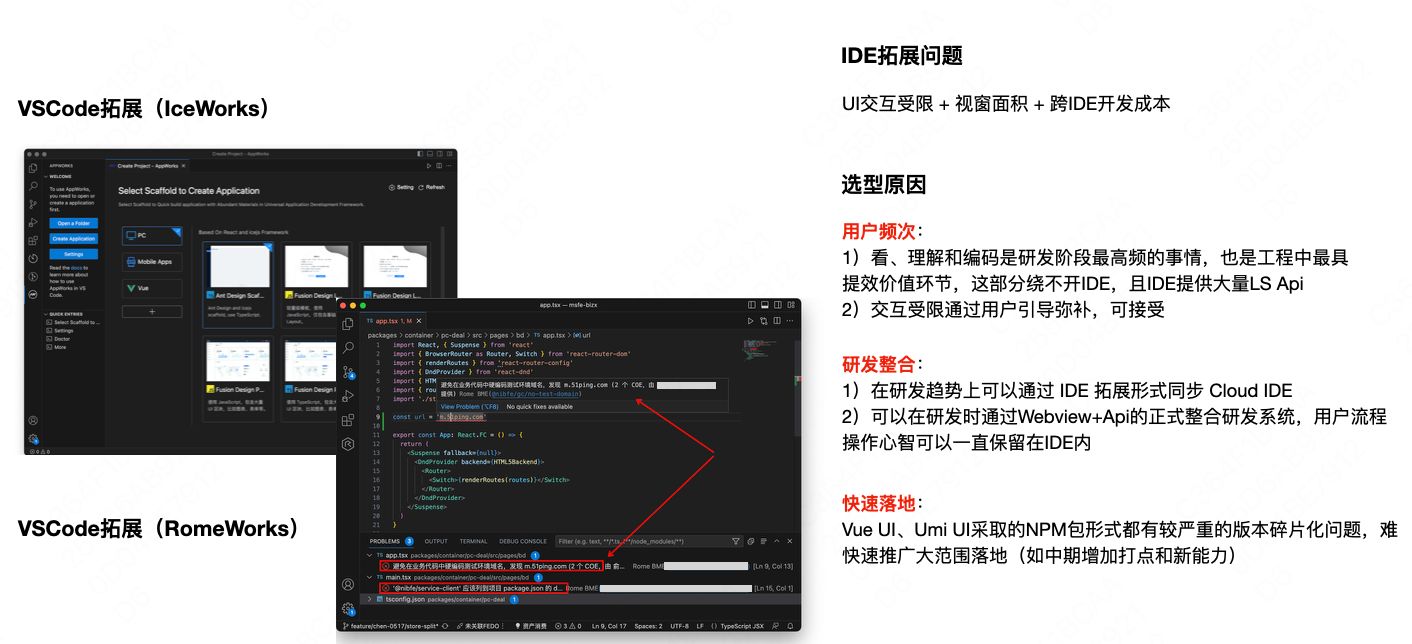 VSCode拓展（IceWorks）
Create Project - AppWorks
APPWORKS
WELCOME
To use AppWorks,
you need to open or
create a application
first.
Open a Folder
Create Application
Settings
Read the docs to
learn more about
how to use
AppWorks in VS
Code.
QUICK ENTRIES
Select Scaffold to ...
Settings
Doctor
More
Create Project - AppWorks
Select Scaffold to Create Application
Setting
Refresh
Select Scaffold to Quick build application with Abundant Materials in Universal Application Development Framework.
PC
Mobile Apps
Vue
Based On React and icejs Framework
Ant Design Scaf...
Fusion Design L...
Fusion Design L...
Fusion Design P...
Fusion Design P...
VSCode拓展（RomeWorks）
app.tsx — msfe-bizx
TS app.tsx 1, M
packages > container > pc-deal > src > pages > bd > TS app.tsx > url
1 import React, { Suspense } from 'react'
2 import { BrowserRouter as Router, Switch } from 'react-router-dom'
3 import { renderRoutes } from 'react-router-config'
4 import { DndProvider } from 'react-dnd'
5 import { HTM
6 import { rou
7 import './st
8
避免在业务代码中硬编码测试环境域名，发现 m.51ping.com (2 个 COE，由
提供) Rome BME(@nibfe/gc/no-test-domain)
View Problem (⌥F8) No quick fixes available
const url = 'm.51ping.com'
10
11 export const App: React.FC = () => {
12 return (
13 <Suspense fallback={null}>
14 <DndProvider backend={HTML5Backend}>
15 <Router>
16 <Switch>{renderRoutes(routes)}</Switch>
17 </Router>
18 </DndProvider>
19 </Suspense>
20 )
21 }
PROBLEMS 3 OUTPUT TERMINAL DEBUG CONSOLE
Filter (e.g. text, **/*.ts, !**/node_modules/**)
TS app.tsx packages/container/pc-deal/src/pages/bd 1
避免在业务代码中硬编码测试环境域名，发现 m.51ping.com (2 个 COE，由 俞... Rome BME [Ln 9, Col 13]
TS main.tsx packages/container/pc-deal/src/pages/bd 1
'@nibfe/service-client' 应该列到项目 package.json 的 d... Rome BME [Ln 15, Col 1]
tsconfig.json packages/container/pc-deal 1
feature/chen-0517/store-split* 未关联FEDO 资产消费 3 0 Ln 9, Col 17 Spaces: 2 UTF-8 LF TypeScript JSX
IDE拓展问题
UI交互受限 + 视窗面积 + 跨IDE开发成本
选型原因
用户频次：
1）看、理解和编码是研发阶段最高频的事情，也是工程中最具
提效价值环节，这部分绕不开IDE，且IDE提供大量LS Api
2）交互受限通过用户引导弥补，可接受
研发整合：
1）在研发趋势上可以通过 IDE 拓展形式同步 Cloud IDE
2）可以在研发时通过Webview+Api的正式整合研发系统，用户流程
操作心智可以一直保留在IDE内
快速落地：
Vue UI、Umi UI采取的NPM包形式都有较严重的版本碎片化问题，难
快速推广大范围落地（如中期增加打点和新能力）